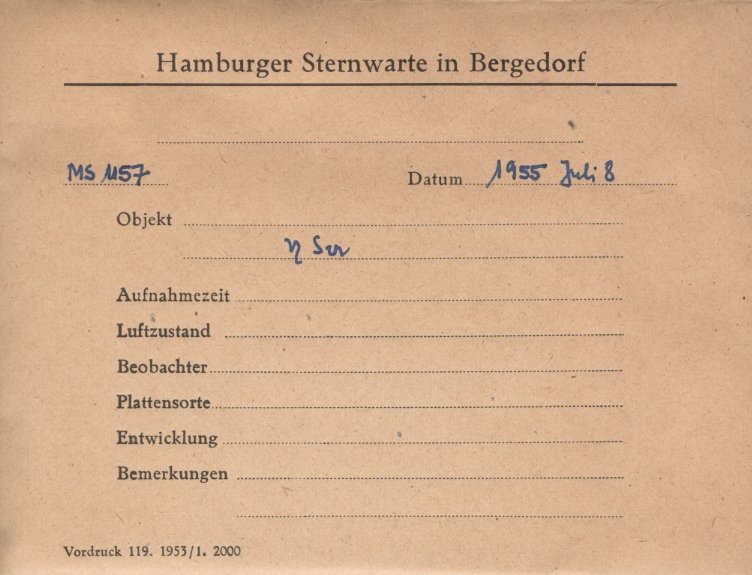 Hamburger Sternwarte in Bergedorf
MS 1157 Datum 1955 Juli 8
Objekt
η Ser
Aufnahmezeit
Luftzustand
Beobachter
Plattensorte
Entwicklung
Bemerkungen
Vordruck 119. 1953/1. 2000